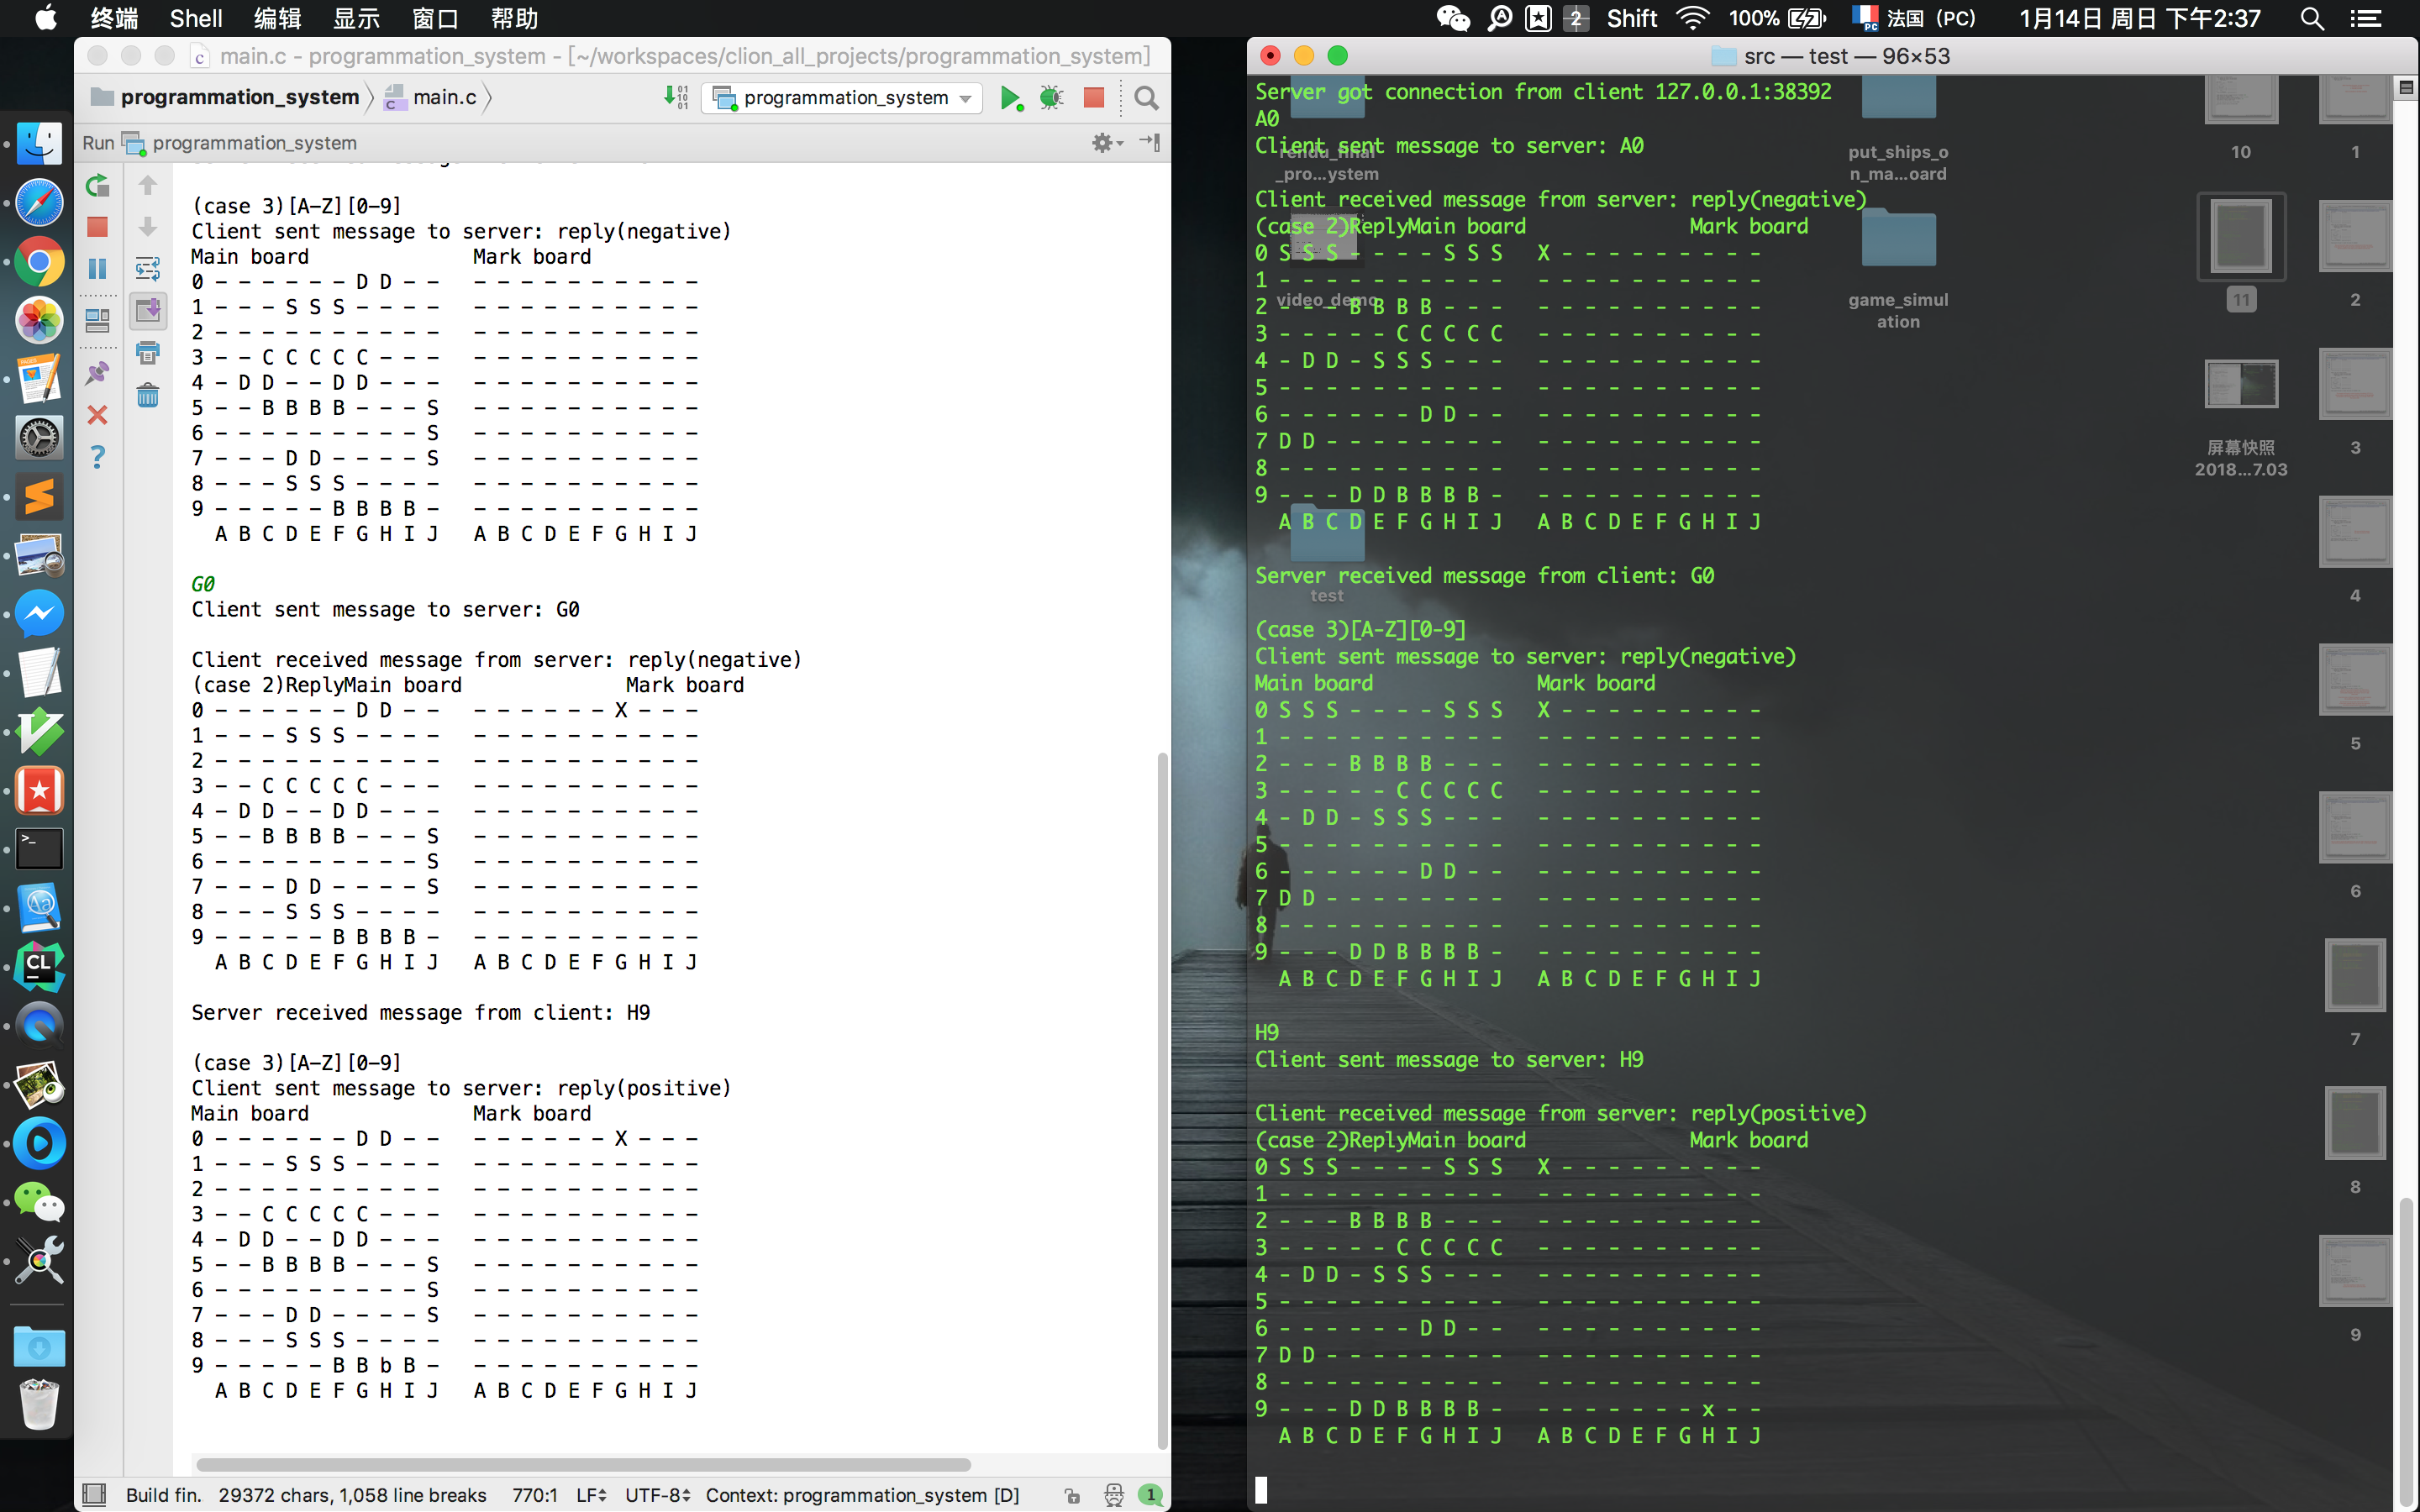 终端 Shell 编辑 显示 窗口 帮助
2 Shift 100% PC 法国 (PC) 1月14日 周日 下午2:37
main.c - programmation_system - [~/workspaces/clion_all_projects/programmation_system]
programmation_system main.c programmation_system
Run programmation_system
(case 3)[A-Z][0-9]
Client sent message to server: reply(negative)
Main board Mark board
0 - - - - - - D D - - - - - - - - - - - -
1 - - - S S S - - - - - - - - - - - - - -
2 - - - - - - - - - - - - - - - - - - - -
3 - - C C C C C - - - - - - - - - - - - -
4 - D D - - D D - - - - - - - - - - - - -
5 - - B B B B - - - S - - - - - - - - - -
6 - - - - - - - - - S - - - - - - - - - -
7 - - - D D - - - - S - - - - - - - - - -
8 - - - S S S - - - - - - - - - - - - - -
9 - - - - - B B B B - - - - - - - - - - -
A B C D E F G H I J A B C D E F G H I J
G0
Client sent message to server: G0
Client received message from server: reply(negative)
(case 2)ReplyMain board Mark board
0 - - - - - - D D - - - - - - - - X - - -
1 - - - S S S - - - - - - - - - - - - - -
2 - - - - - - - - - - - - - - - - - - - -
3 - - C C C C C - - - - - - - - - - - - -
4 - D D - - D D - - - - - - - - - - - - -
5 - - B B B B - - - S - - - - - - - - - -
6 - - - - - - - - - S - - - - - - - - - -
7 - - - D D - - - - S - - - - - - - - - -
8 - - - S S S - - - - - - - - - - - - - -
9 - - - - - B B B B - - - - - - - - - - -
A B C D E F G H I J A B C D E F G H I J
Server received message from client: H9
(case 3)[A-Z][0-9]
Client sent message to server: reply(positive)
Main board Mark board
0 - - - - - - D D - - - - - - - - X - - -
1 - - - S S S - - - - - - - - - - - - - -
2 - - - - - - - - - - - - - - - - - - - -
3 - - C C C C C - - - - - - - - - - - - -
4 - D D - - D D - - - - - - - - - - - - -
5 - - B B B B - - - S - - - - - - - - - -
6 - - - - - - - - - S - - - - - - - - - -
7 - - - D D - - - - S - - - - - - - - - -
8 - - - S S S - - - - - - - - - - - - - -
9 - - - - - B B b B - - - - - - - - - - -
A B C D E F G H I J A B C D E F G H I J
Build fin. 29372 chars, 1,058 line breaks 770:1 LF UTF-8 Context: programmation_system [D] 1
src — test — 96×53
Server got connection from client 127.0.0.1:38392
A0
Client sent message to server: A0
Client received message from server: reply(negative)
(case 2)ReplyMain board Mark board
0 S S S - - - - S S S X - - - - - - - - -
1 - - - - - - - - - - - - - - - - - - - -
2 - - - B B B B - - - - - - - - - - - - -
3 - - - - - C C C C C - - - - - - - - - -
4 - D D - S S S - - - - - - - - - - - - -
5 - - - - - - - - - - - - - - - - - - - -
6 - - - - - - D D - - - - - - - - - - - -
7 D D - - - - - - - - - - - - - - - - - -
8 - - - - - - - - - - - - - - - - - - - -
9 - - - D D B B B B - - - - - - - - - - -
A B C D E F G H I J A B C D E F G H I J
Server received message from client: G0
(case 3)[A-Z][0-9]
Client sent message to server: reply(negative)
Main board Mark board
0 S S S - - - - S S S X - - - - - - - - -
1 - - - - - - - - - - - - - - - - - - - -
2 - - - B B B B - - - - - - - - - - - - -
3 - - - - - C C C C C - - - - - - - - - -
4 - D D - S S S - - - - - - - - - - - - -
5 - - - - - - - - - - - - - - - - - - - -
6 - - - - - - D D - - - - - - - - - - - -
7 D D - - - - - - - - - - - - - - - - - -
8 - - - - - - - - - - - - - - - - - - - -
9 - - - D D B B B B - - - - - - - - - - -
A B C D E F G H I J A B C D E F G H I J
H9
Client sent message to server: H9
Client received message from server: reply(positive)
(case 2)ReplyMain board Mark board
0 S S S - - - - S S S X - - - - - - - - -
1 - - - - - - - - - - - - - - - - - - - -
2 - - - B B B B - - - - - - - - - - - - -
3 - - - - - C C C C C - - - - - - - - - -
4 - D D - S S S - - - - - - - - - - - - -
5 - - - - - - - - - - - - - - - - - - - -
6 - - - - - - D D - - - - - - - - - - - -
7 D D - - - - - - - - - - - - - - - - - -
8 - - - - - - - - - - - - - - - - - - - -
9 - - - D D B B B B - - - - - - - - x - -
A B C D E F G H I J A B C D E F G H I J
rendu_final
_pro...ystem
video_demo
test
put_ships_o
n_ma...oard
game_simul
ation
10
11
屏幕快照
2018...7.03
1
2
3
4
5
6
7
8
9